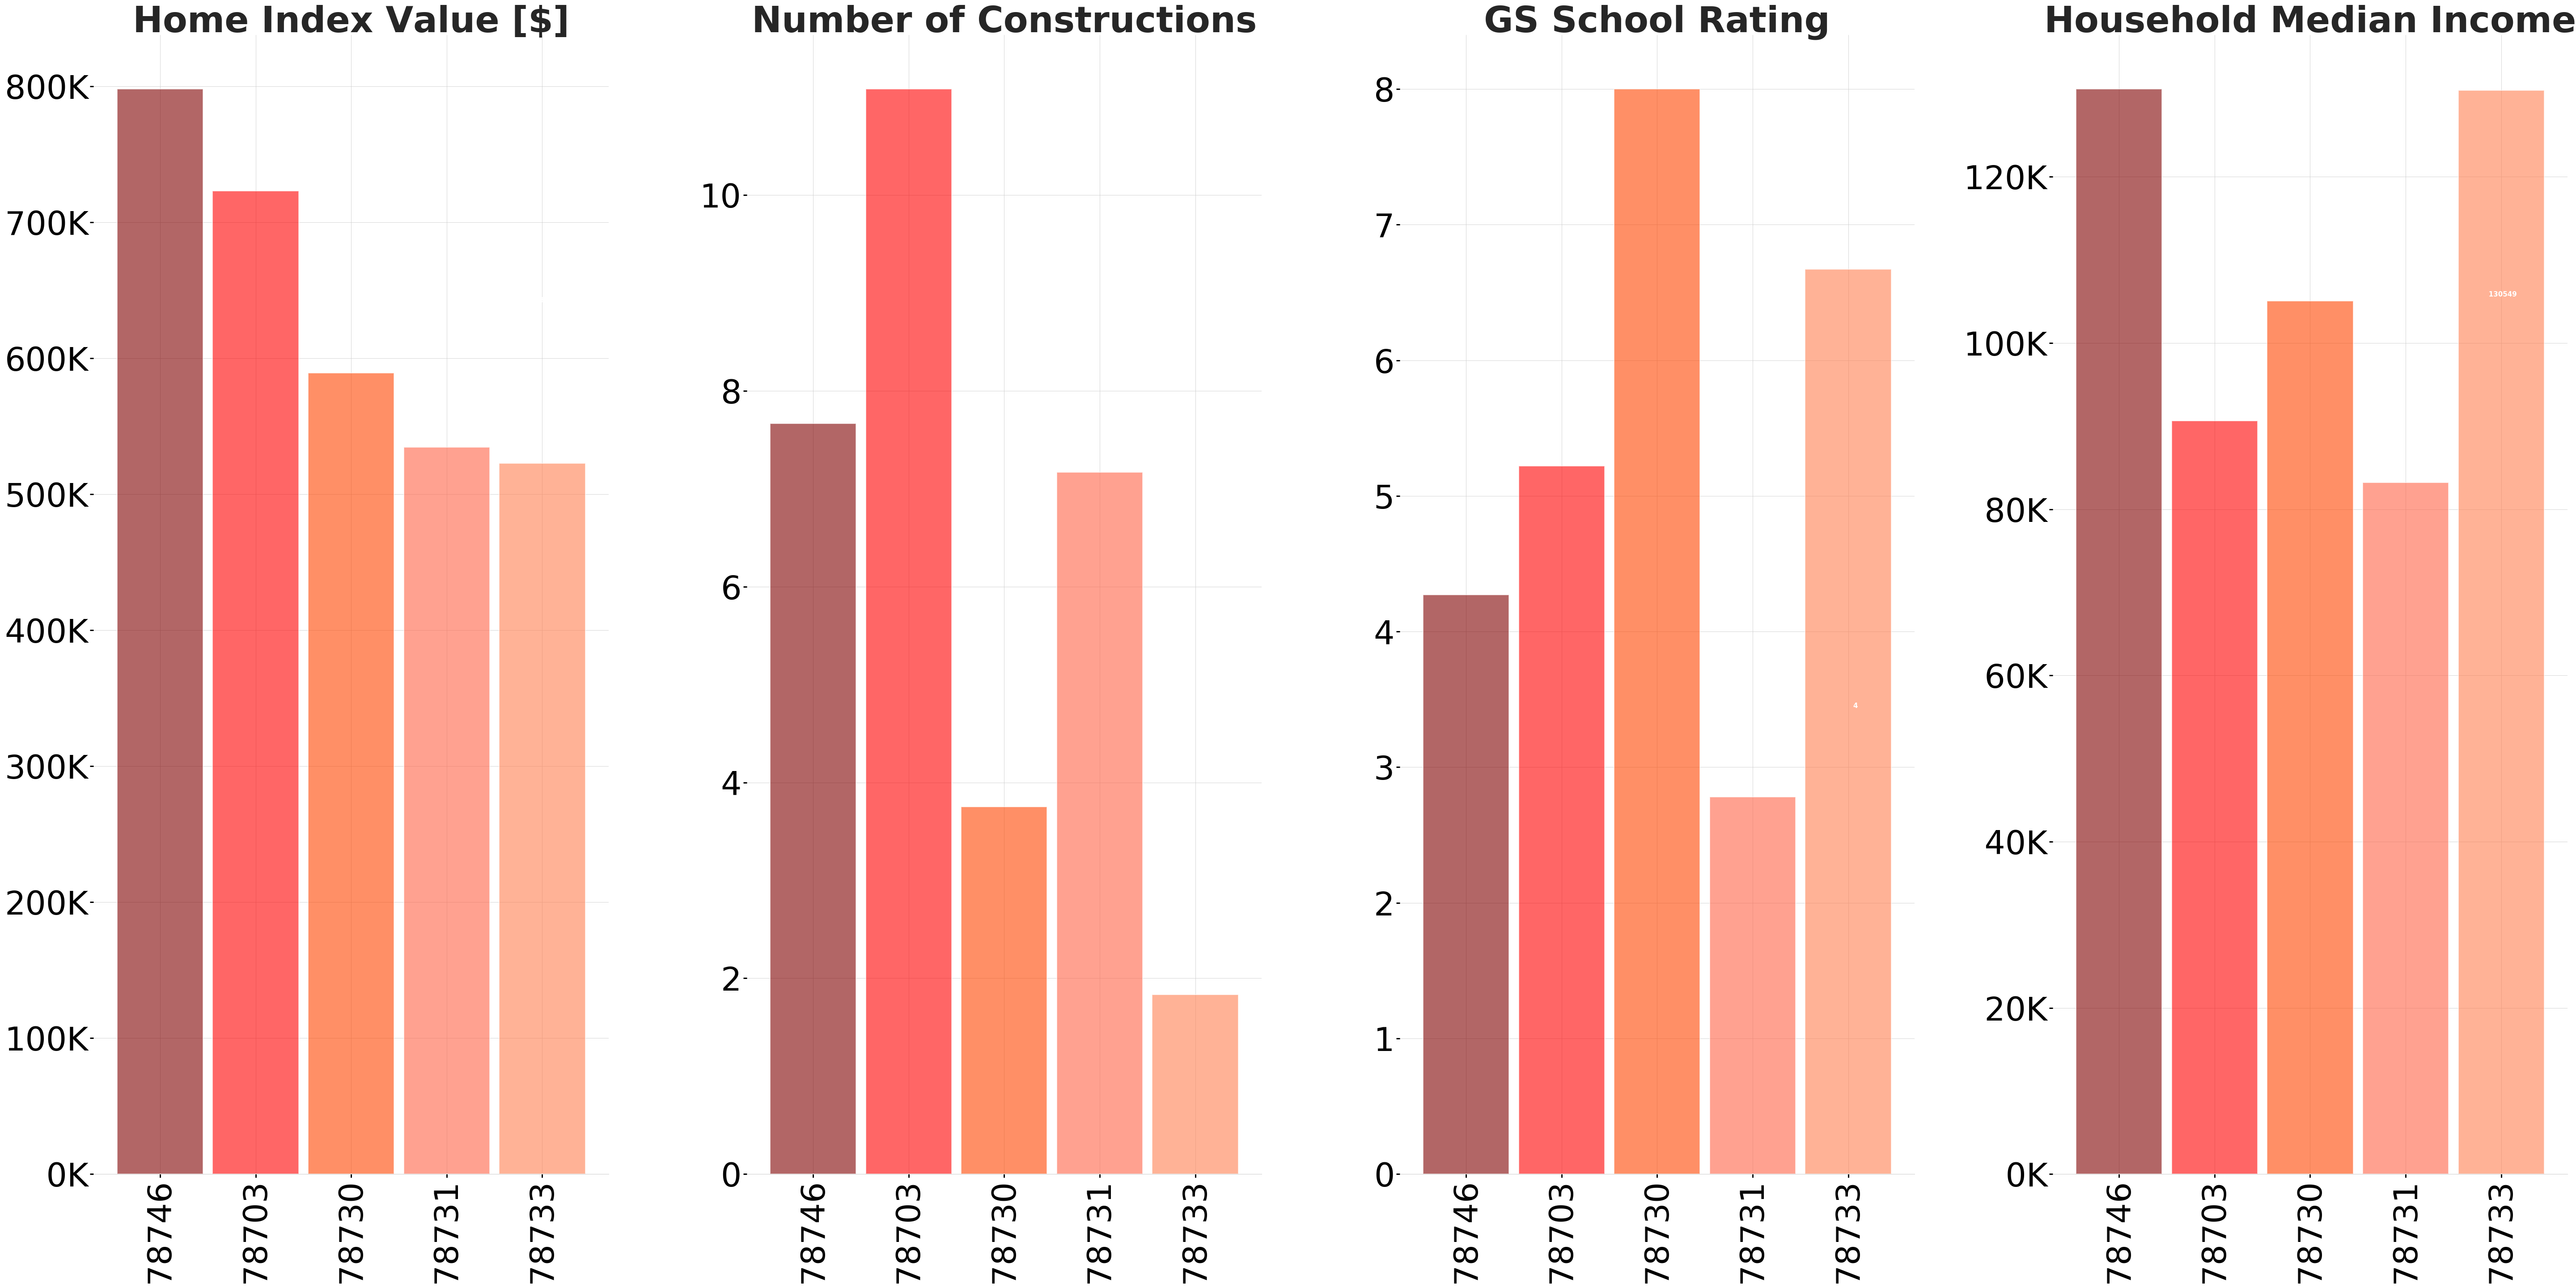 Home Index Value [$]
800K
700K
600K
500K
400K
300K
200K
100K
0K
78746
78703
78730
78731
78733
Number of Constructions
10
8
6
4
2
0
78746
78703
78730
78731
78733
GS School Rating
8
7
6
5
4
3
2
1
0
4
78746
78703
78730
78731
78733
Household Median Income
120K
100K
80K
60K
40K
20K
0K
130549
78746
78703
78730
78731
78733